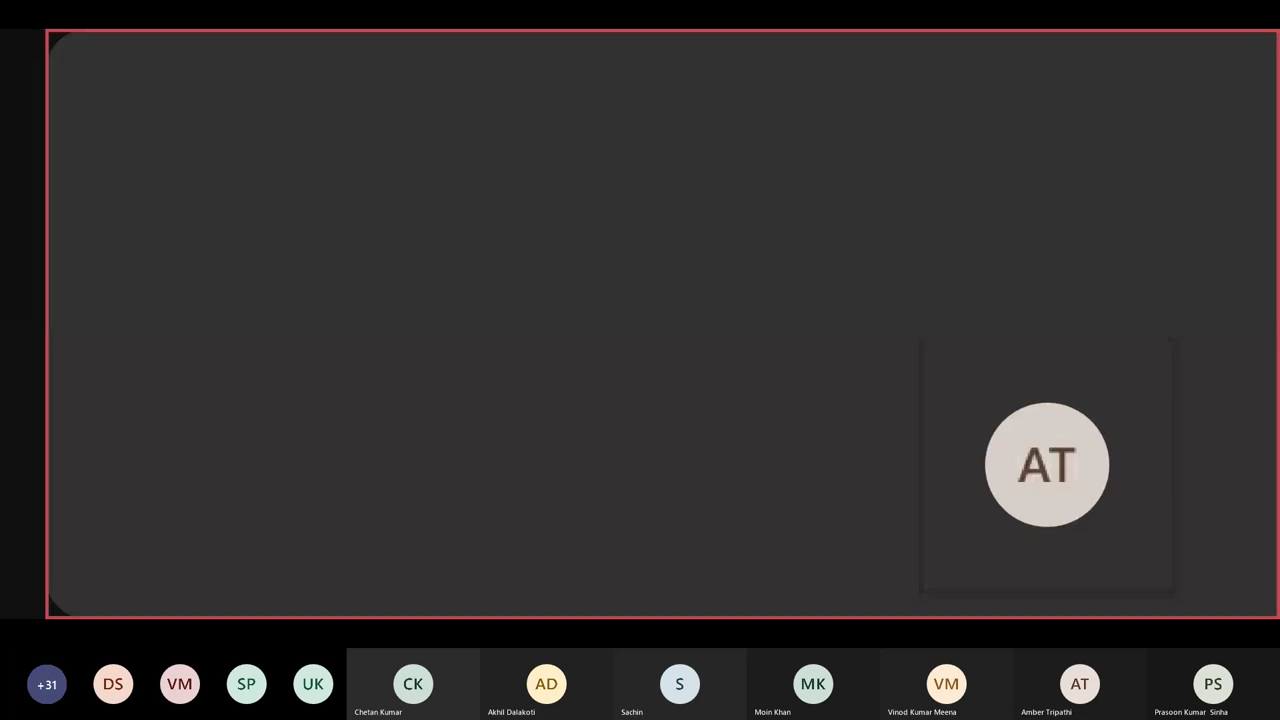 AT
+31 DS VM SP UK CK AD S MK VM AT PS
Chetan Kumar Akhil Dalakoti Sachin Moin Khan Vinod Kumar Meena Amber Tripathi Prasoon Kumar Sinha